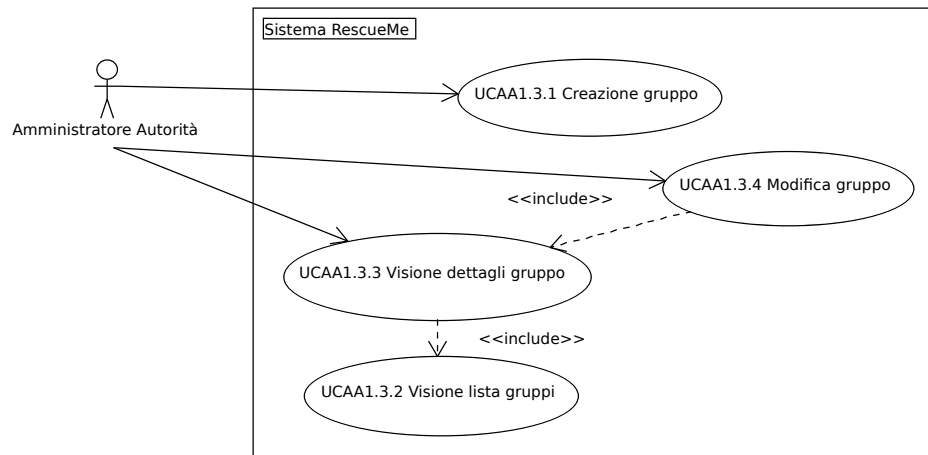 Sistema RescueMe
UCAA1.3.1 Creazione gruppo
Amministratore Autorità
UCAA1.3.4 Modifica gruppo
<<include>>
UCAA1.3.3 Visione dettagli gruppo
<<include>>
UCAA1.3.2 Visione lista gruppi